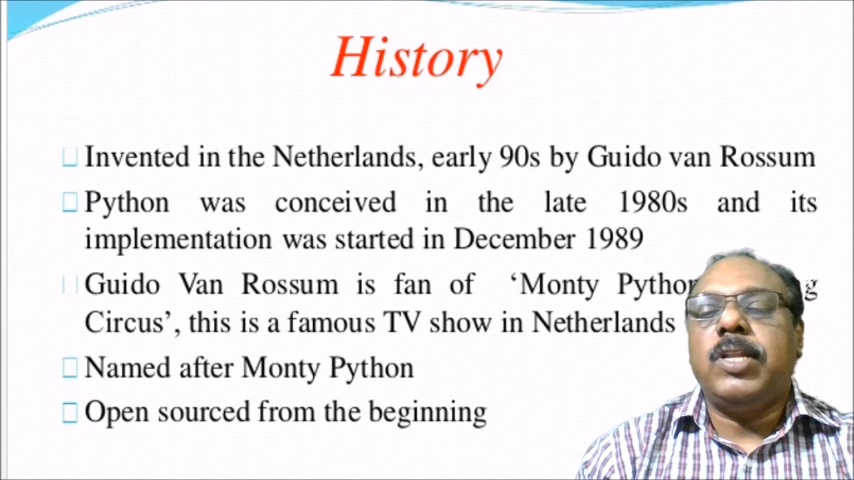 History
Invented in the Netherlands, early 90s by Guido van Rossum
Python was conceived in the late 1980s and its
implementation was started in December 1989
Guido Van Rossum is fan of ‘Monty Python
Circus’, this is a famous TV show in Netherlands
Named after Monty Python
Open sourced from the beginning